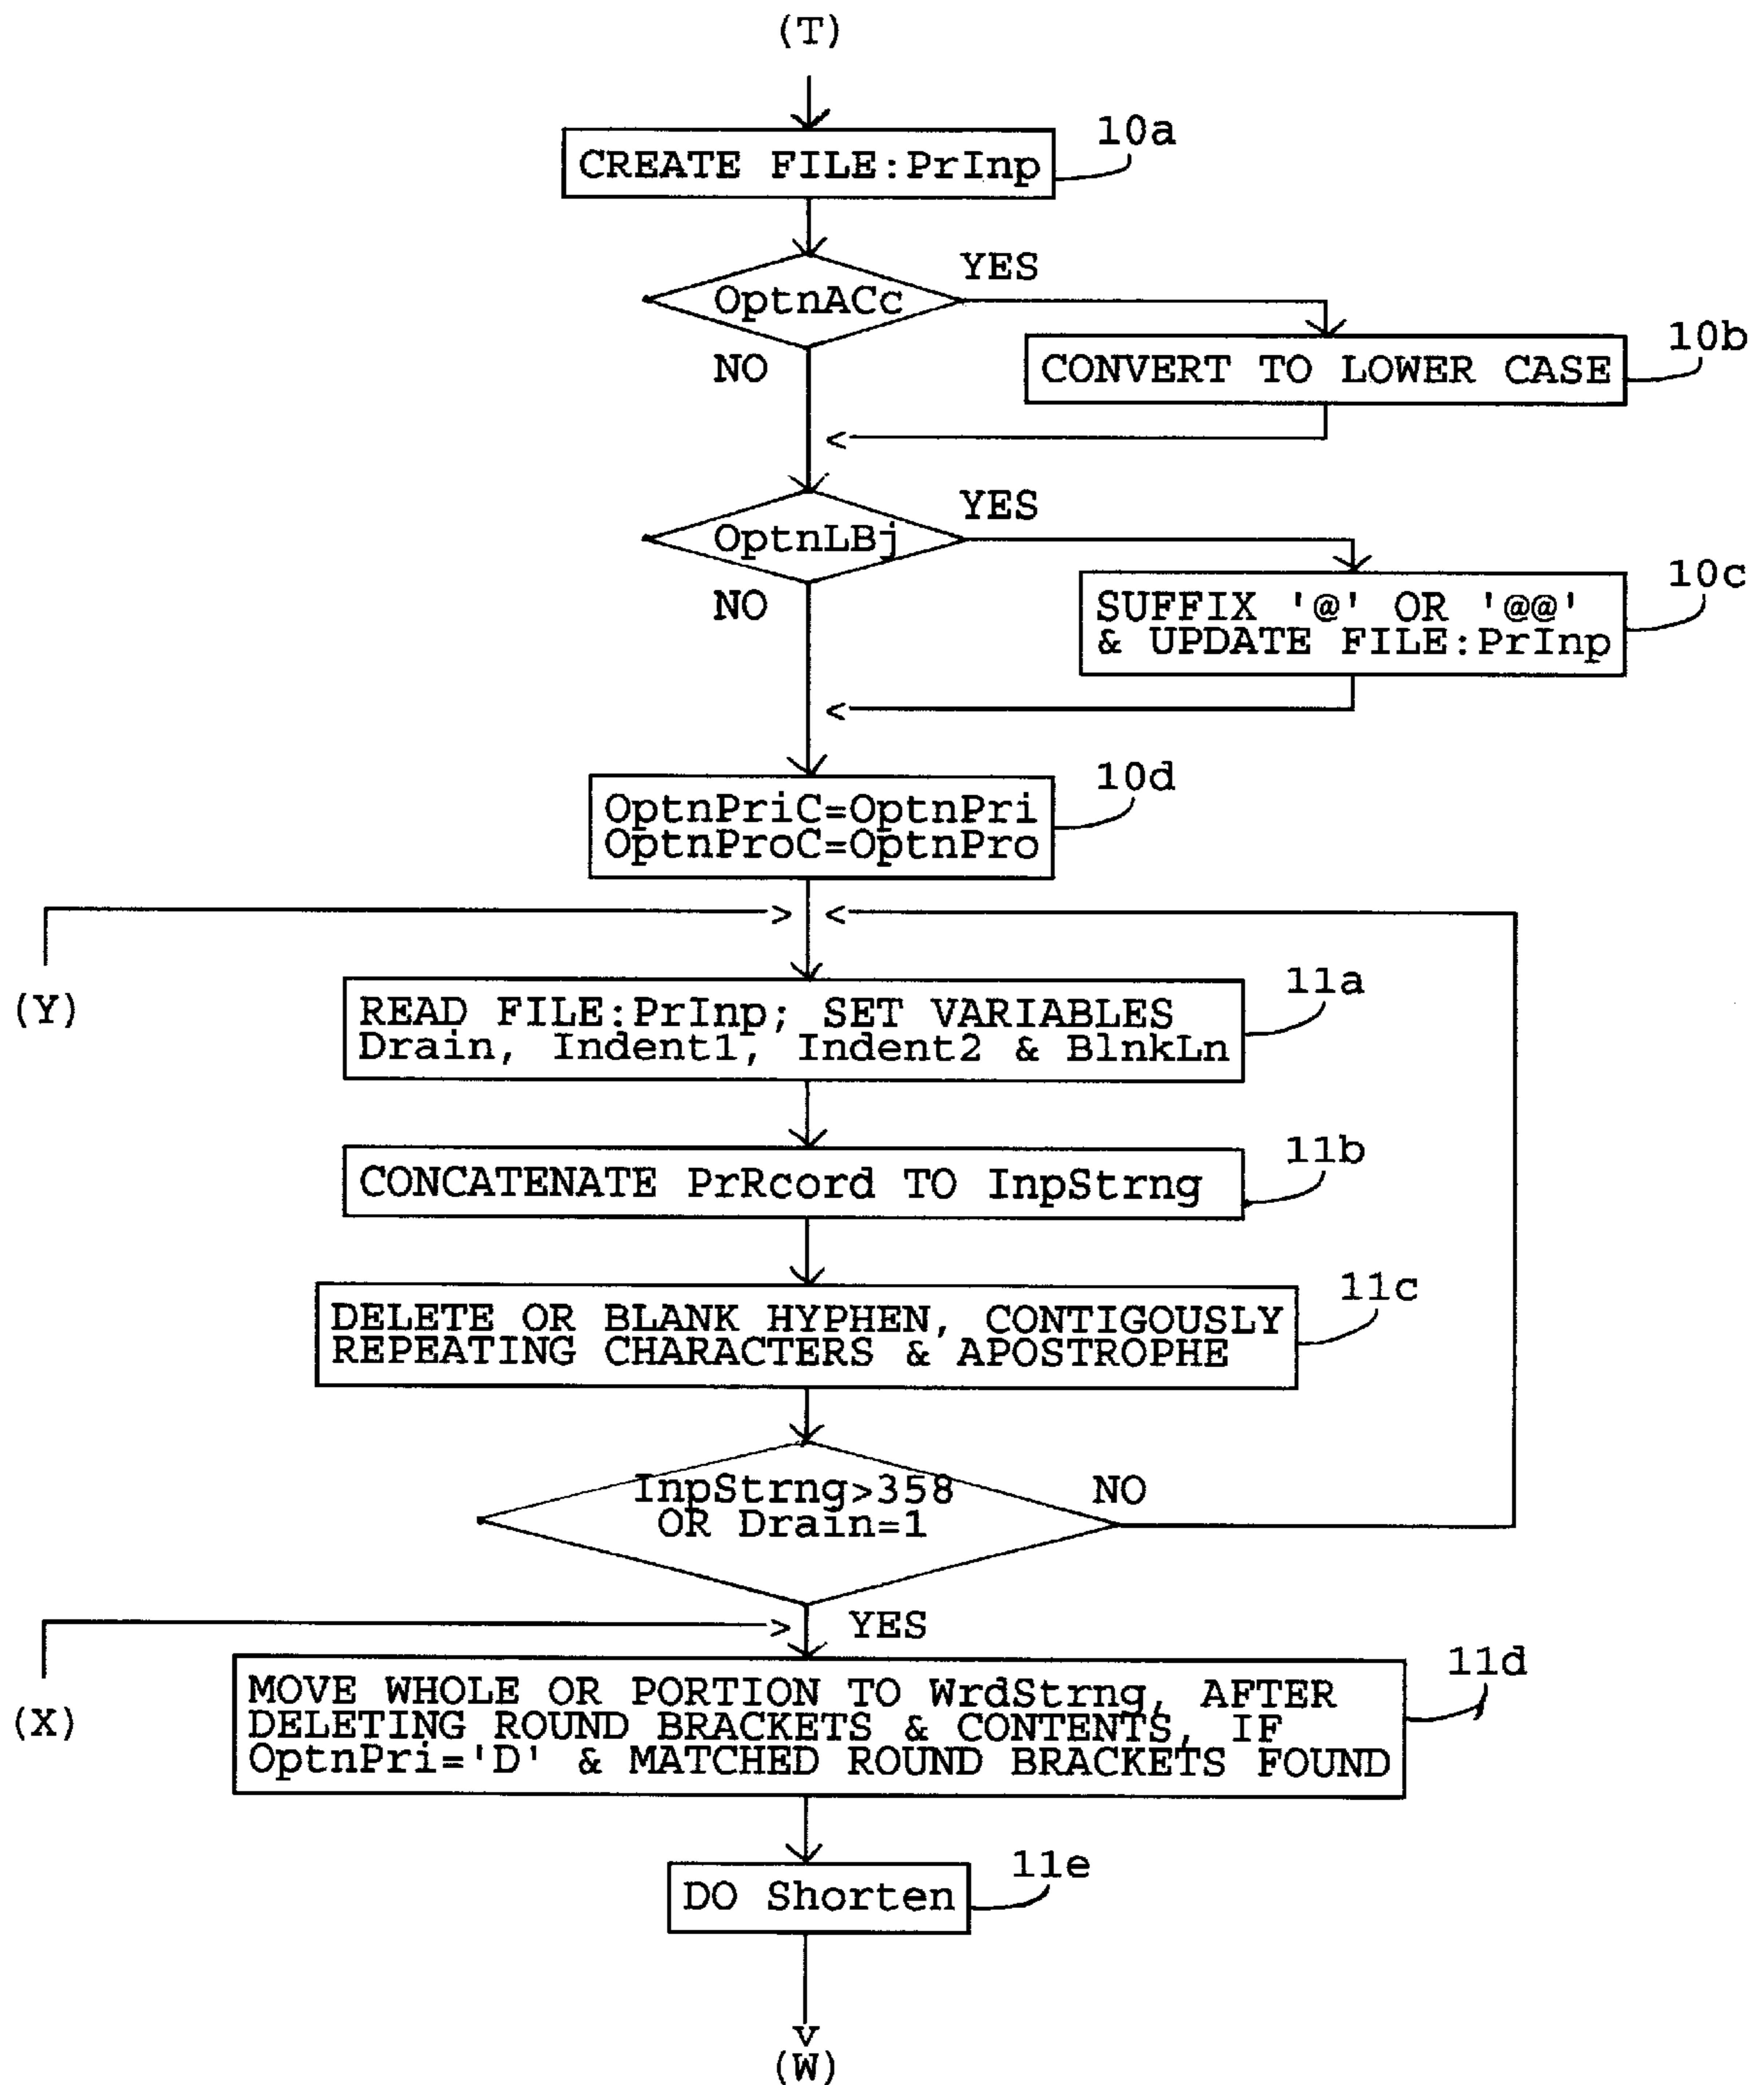 (T)
10a
CREATE FILE:PrInp
YES
OptnACc
10b
NO
CONVERT TO LOWER CASE
<
YES
OptnLBj
10c
NO
SUFFIX '@' OR '@@'
& UPDATE FILE:PrInp
<
10d
OptnPriC=OptnPri
OptnProC=OptnPro
> <
(Y)
11a
READ FILE:PrInp; SET VARIABLES
Drain, Indent1, Indent2 & BlnkLn
11b
CONCATENATE PrRcord TO InpStrng
11c
DELETE OR BLANK HYPHEN, CONTIGOUSLY
REPEATING CHARACTERS & APOSTROPHE
InpStrng>358
OR Drain=1
NO
> YES
(X)
11d
MOVE WHOLE OR PORTION TO WrdStrng, AFTER
DELETING ROUND BRACKETS & CONTENTS, IF
OptnPri='D' & MATCHED ROUND BRACKETS FOUND
11e
DO Shorten
v
(W)